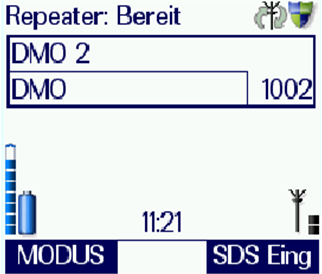 Repeater: Bereit
DMO 2
DMO 1002
11:21
MODUS SDS Eing